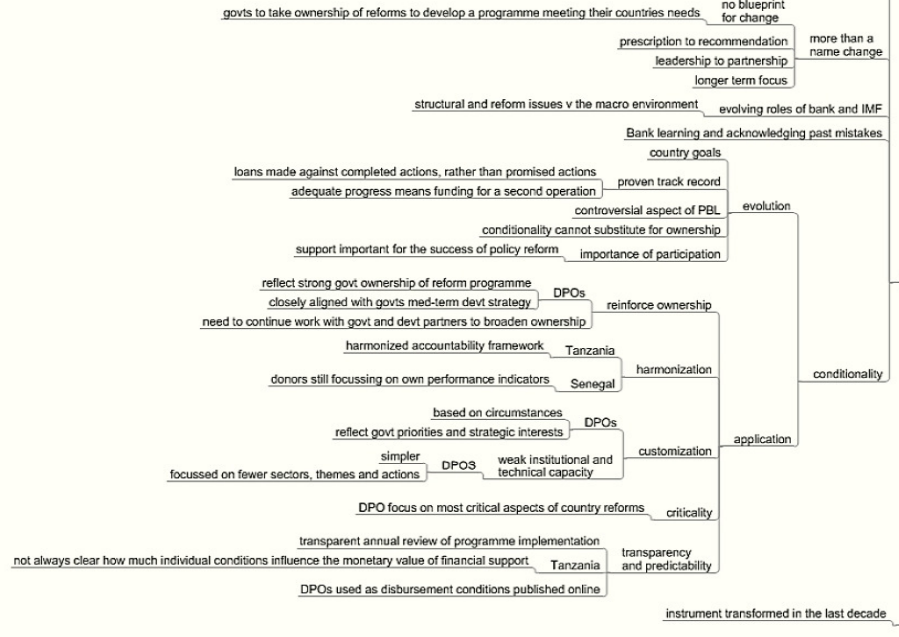 no blueprint
for change
govts to take ownership of reforms to develop a programme meeting their countries needs
more than a
name change
prescription to recommendation
leadership to partnership
longer term focus
structural and reform issues v the macro environment
evolving roles of bank and IMF
Bank learning and acknowledging past mistakes
country goals
loans made against completed actions, rather than promised actions
proven track record
adequate progress means funding for a second operation
evolution
controversial aspect of PBL
conditionality cannot substitute for ownership
support important for the success of policy reform
importance of participation
reflect strong govt ownership of reform programme
DPOs
closely aligned with govts med-term devt strategy
reinforce ownership
need to continue work with govt and devt partners to broaden ownership
harmonized accountability framework
Tanzania
harmonization
conditionality
donors still focussing on own performance indicators
Senegal
based on circumstances
DPOs
reflect govt priorities and strategic interests
application
customization
simpler
DPOS
weak institutional and
technical capacity
focussed on fewer sectors, themes and actions
DPO focus on most critical aspects of country reforms
criticality
transparent annual review of programme implementation
transparency
and predictability
not always clear how much individual conditions influence the monetary value of financial support
Tanzania
DPOs used as disbursement conditions published online
instrument transformed in the last decade